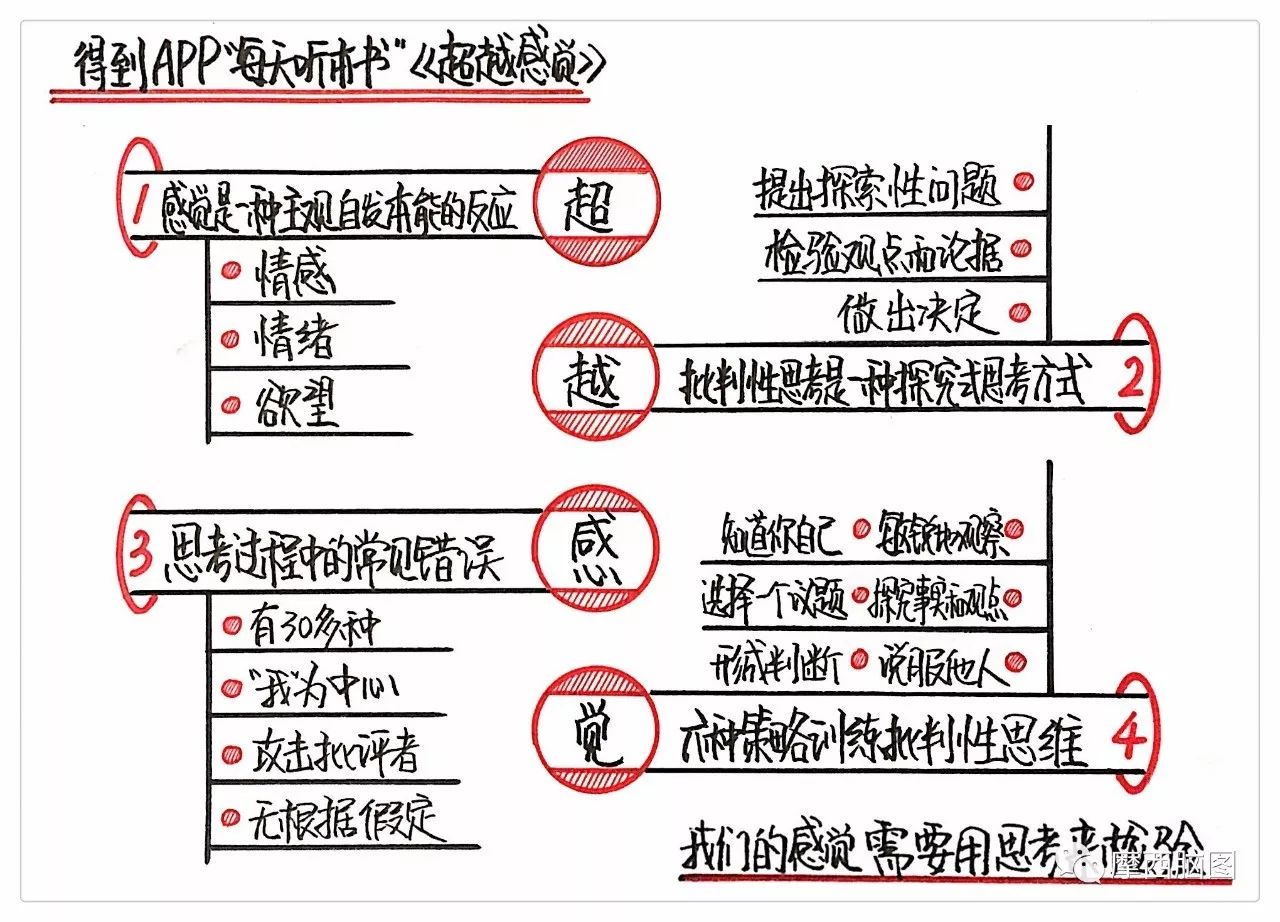 得到APP"每天听本书"《超越感觉》
1 感觉是一种主观自发本能的反应 超
情感
情绪
欲望
提出探索性问题
检验观点和论据
做出决定
越 批判性思考是一种探究式思考方式 2
3 思考过程中的常见错误 感
有30多种
"我"为中心
攻击批评者
无根据假定
知道你自己 敏锐地观察
选择一个议题 探究事实和观点
形成判断 说服他人
觉 六种策略训练批判性思维 4
我们的感觉需要用思考来检验
摩西脑图